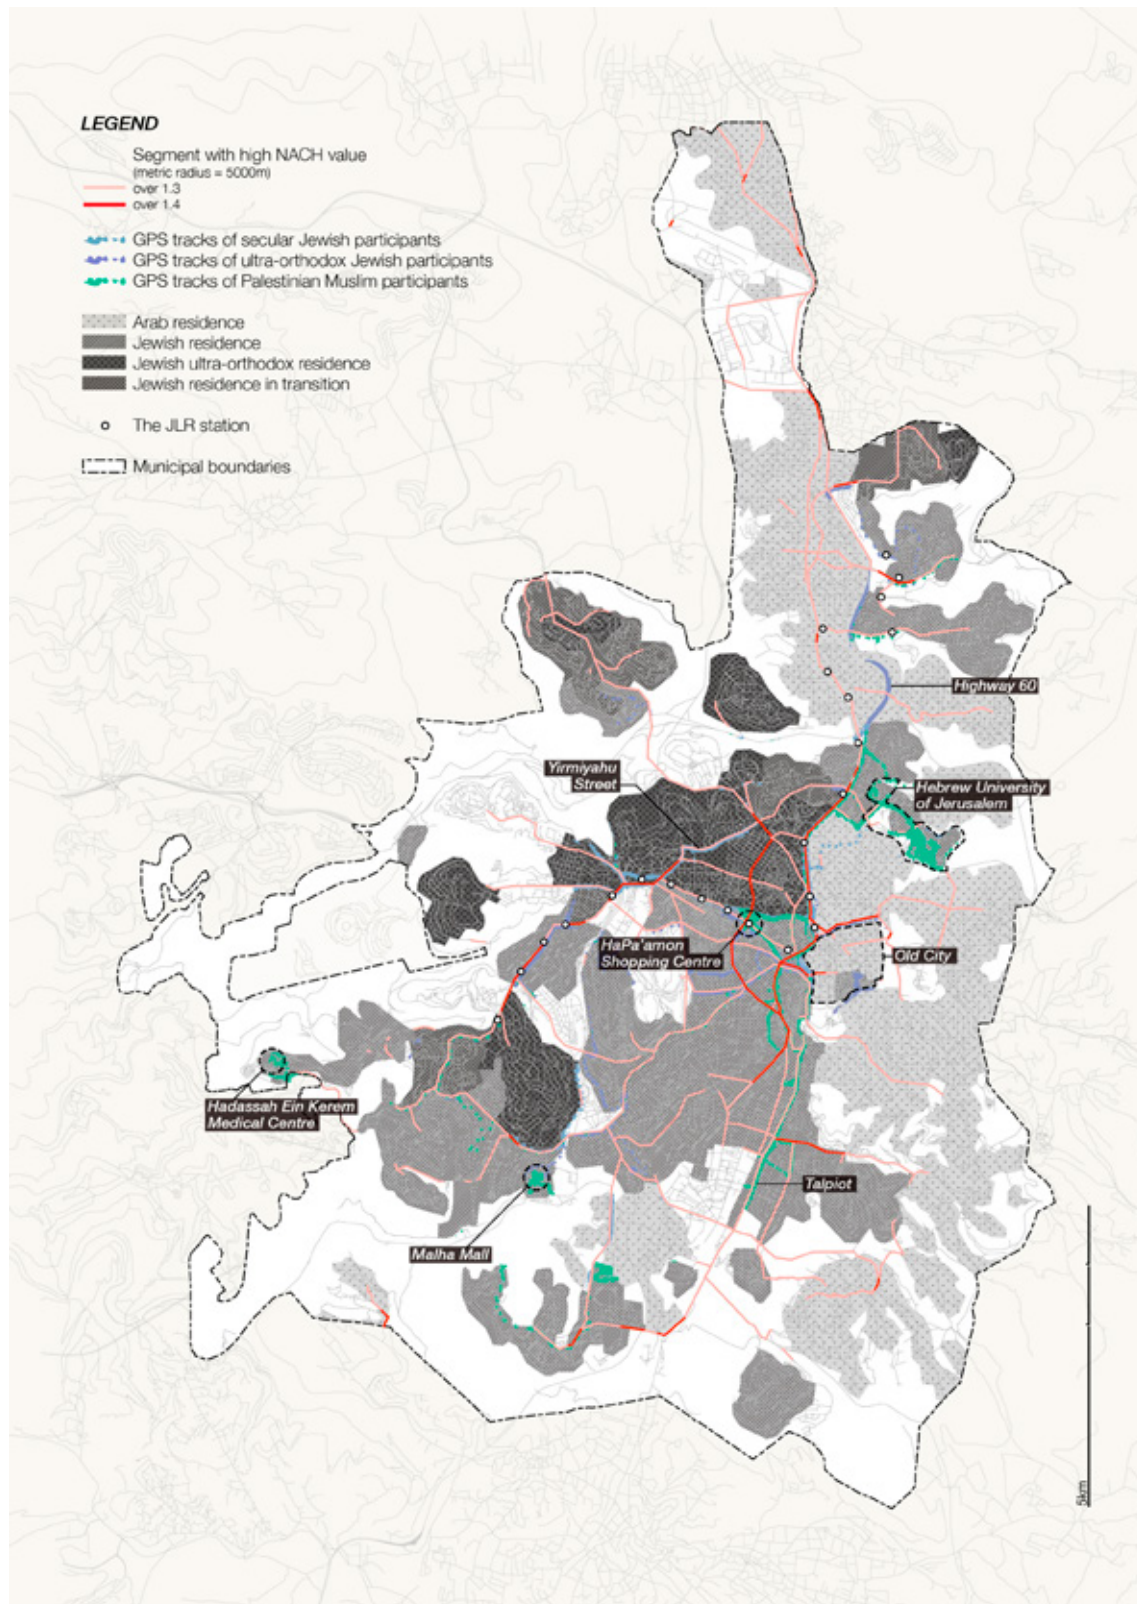 LEGEND
Segment with high NACH value
(metric radius = 5000m)
over 1.3
over 1.4
GPS tracks of secular Jewish participants
GPS tracks of ultra-orthodox Jewish participants
GPS tracks of Palestinian Muslim participants
Arab residence
Jewish residence
Jewish ultra-orthodox residence
Jewish residence in transition
The JLR station
Municipal boundaries
Highway 60
Yirmiyahu
Street
Hebrew University
of Jerusalem
HaPa'amon
Shopping Centre
Old City
Hadassah Ein Kerem
Medical Centre
Talpiot
Malha Mall
5km